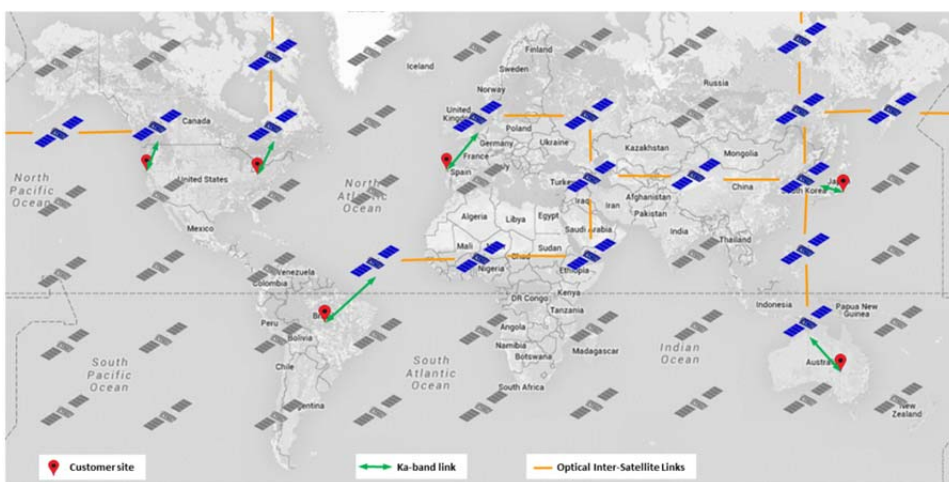 Finland
Iceland
Sweden
Russia
Norway
Canada
United
Kingdom
Poland
Germany
Ukraine
Kazakhstan
Mongolia
France
Spain
Italy
Turkey
North
Pacific
Ocean
United States
North
Atlantic
Ocean
Iraq
Iran
Afghanistan
Pakistan
China
South Korea
Japan
Algeria
Libya
Egypt
Saudi Arabia
India
Mexico
Mali
Niger
Chad
Sudan
Thailand
Nigeria
Ethiopia
Venezuela
Colombia
DR Congo
Kenya
Tanzania
Indonesia
Papua New
Guinea
Peru
Brazil
Bolivia
Angola
Namibia
Botswana
Madagascar
Indian
Ocean
South
Pacific
Ocean
Chile
South
Atlantic
Ocean
Australia
South Africa
Argentina
New
Zealand
Customer site
Ka-band link
Optical Inter-Satellite Links